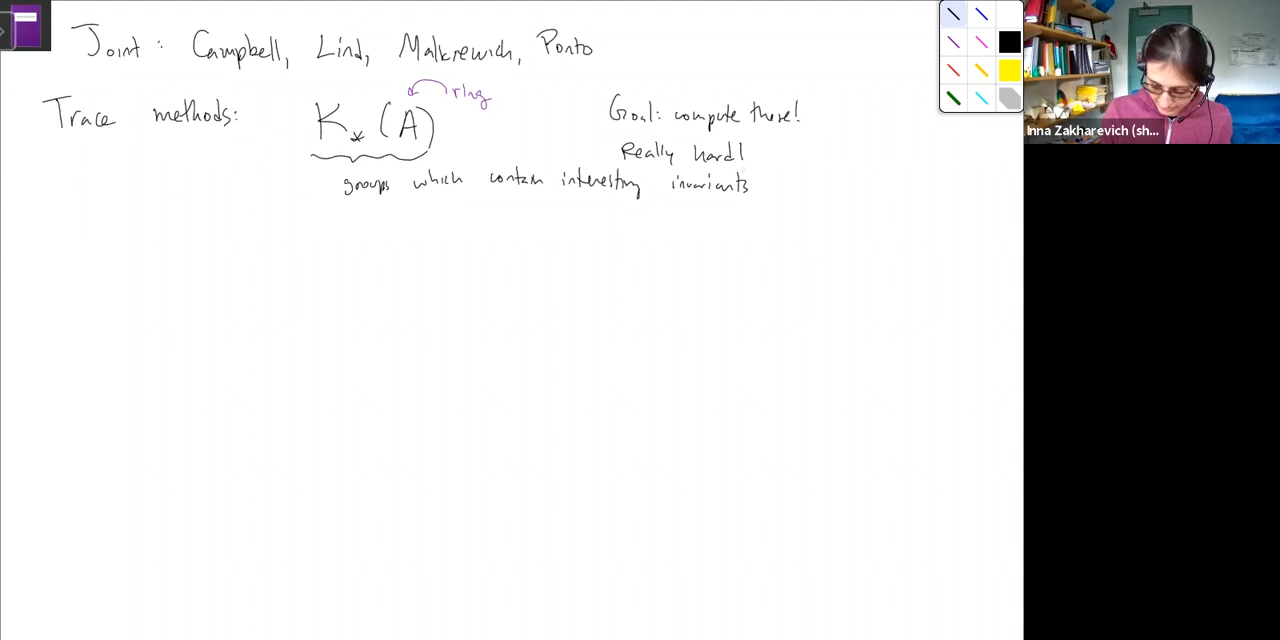 Joint: Campbell, Lind, Malkiewich, Ponto
ring
Trace methods: K* (A)
Goal: compute these!
Really hard!
groups which contain interesting invariants
Inna Zakharevich (sh...